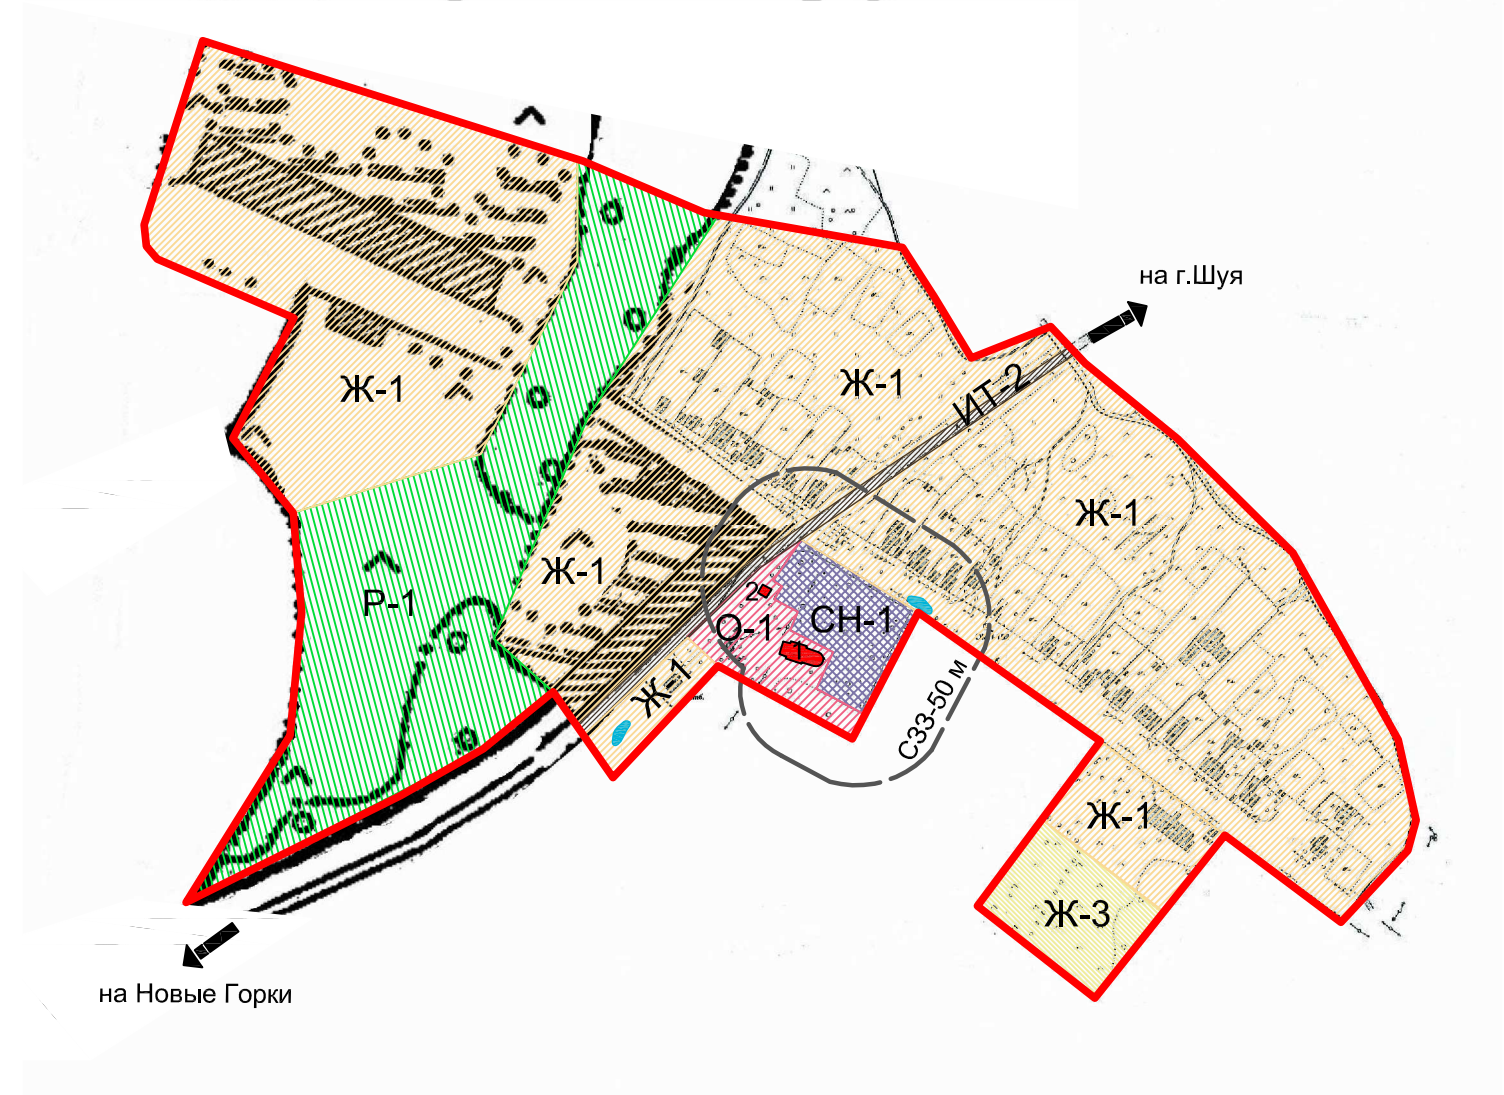 на г.Шуя
Ж-1
Ж-1
ИТ-2
Ж-1
Ж-1
Р-1
2
О-1
СН-1
1
Ж-1
СЗЗ-50 м
Ж-1
Ж-3
на Новые Горки